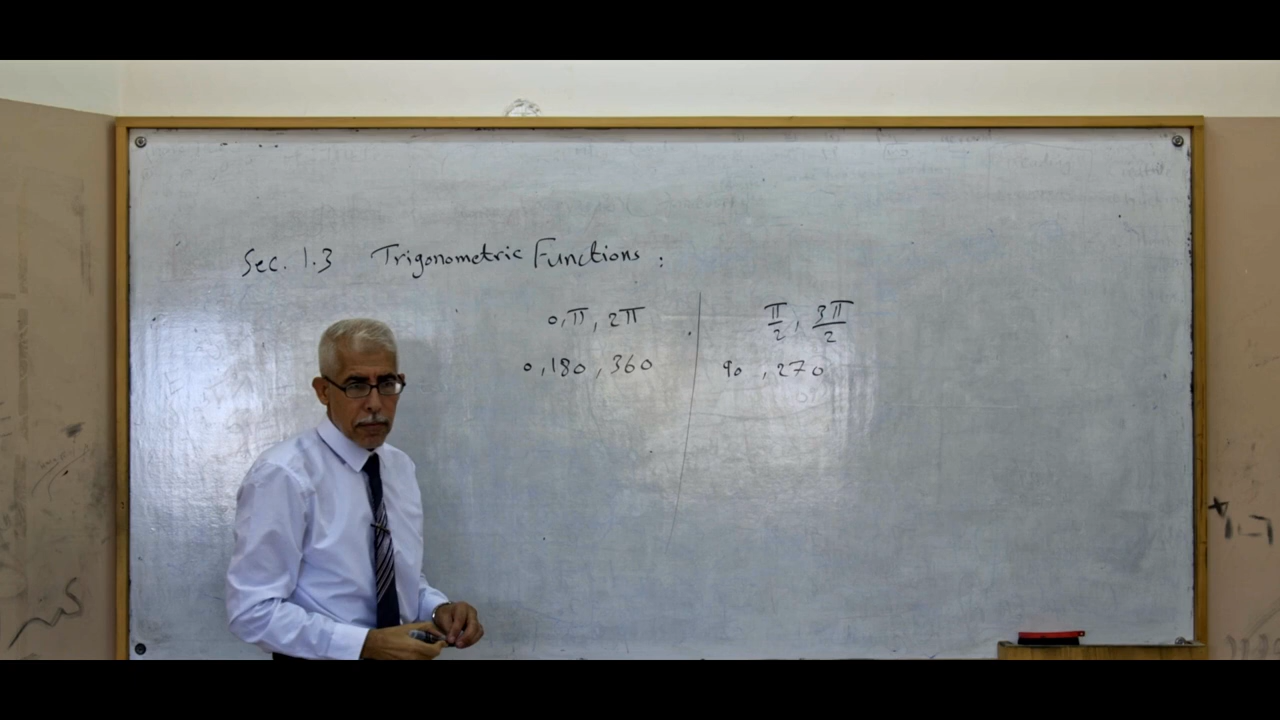 Sec. 1.3 Trigonometric Functions :
0, π, 2π
0, 180, 360
π/2, 3π/2
90, 270